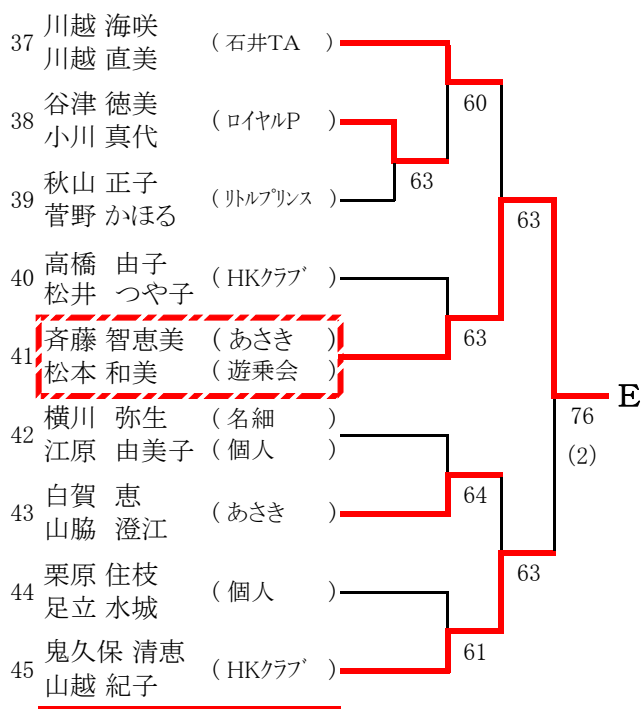 37 川越 海咲 (石井TA)
川越 直美
60
38 谷津 徳美 (ロイヤルP)
小川 真代
63
39 秋山 正子 (リトルプリンス)
菅野 かほる
63
40 高橋 由子 (HKクラブ)
松井 つや子
41 斉藤 智恵美 (あさき)
松本 和美 (遊乗会)
63
E
76
(2)
42 横川 弥生 (名細)
江原 由美子 (個人)
64
43 白賀 恵 (あさき)
山脇 澄江
63
44 栗原 住枝 (個人)
足立 水城
61
45 鬼久保 清恵 (HKクラブ)
山越 紀子